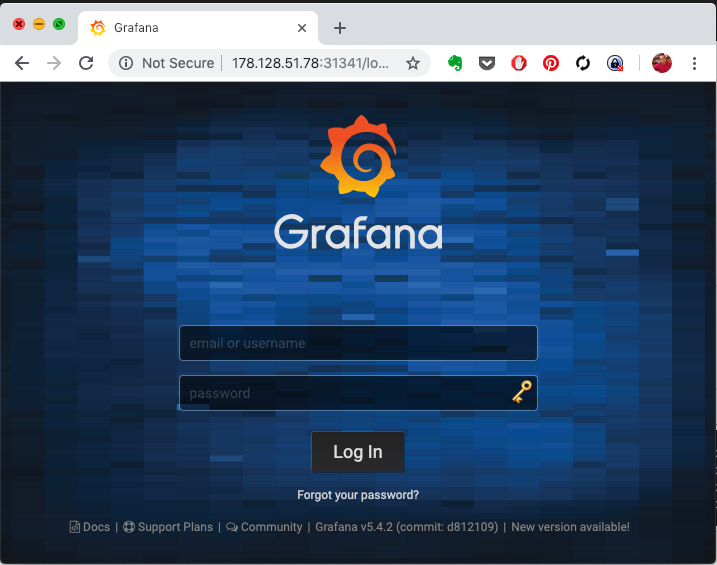 Grafana
Not Secure | 178.128.51.78:31341/lo...
Grafana
email or username
password
Log In
Forgot your password?
Docs | Support Plans | Community | Grafana v5.4.2 (commit: d812109) | New version available!